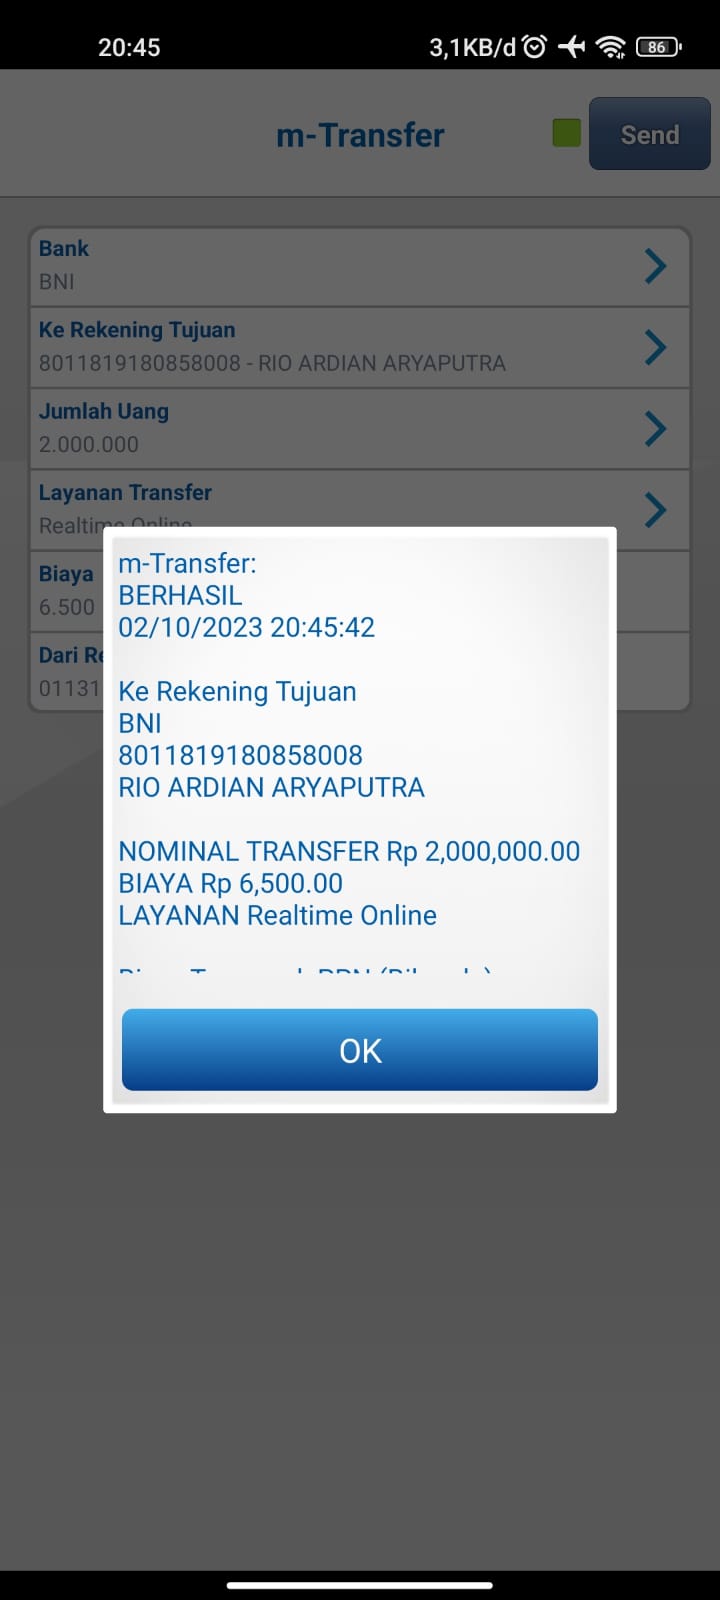 20:45
3,1KB/d
86
m-Transfer
Send
Bank
BNI
Ke Rekening Tujuan
8011819180858008 - RIO ARDIAN ARYAPUTRA
Jumlah Uang
2.000.000
Layanan Transfer
Realtime Online
Biaya
6.500
Dari Re
01131
m-Transfer:
BERHASIL
02/10/2023 20:45:42
Ke Rekening Tujuan
BNI
8011819180858008
RIO ARDIAN ARYAPUTRA
NOMINAL TRANSFER Rp 2,000,000.00
BIAYA Rp 6,500.00
LAYANAN Realtime Online
OK